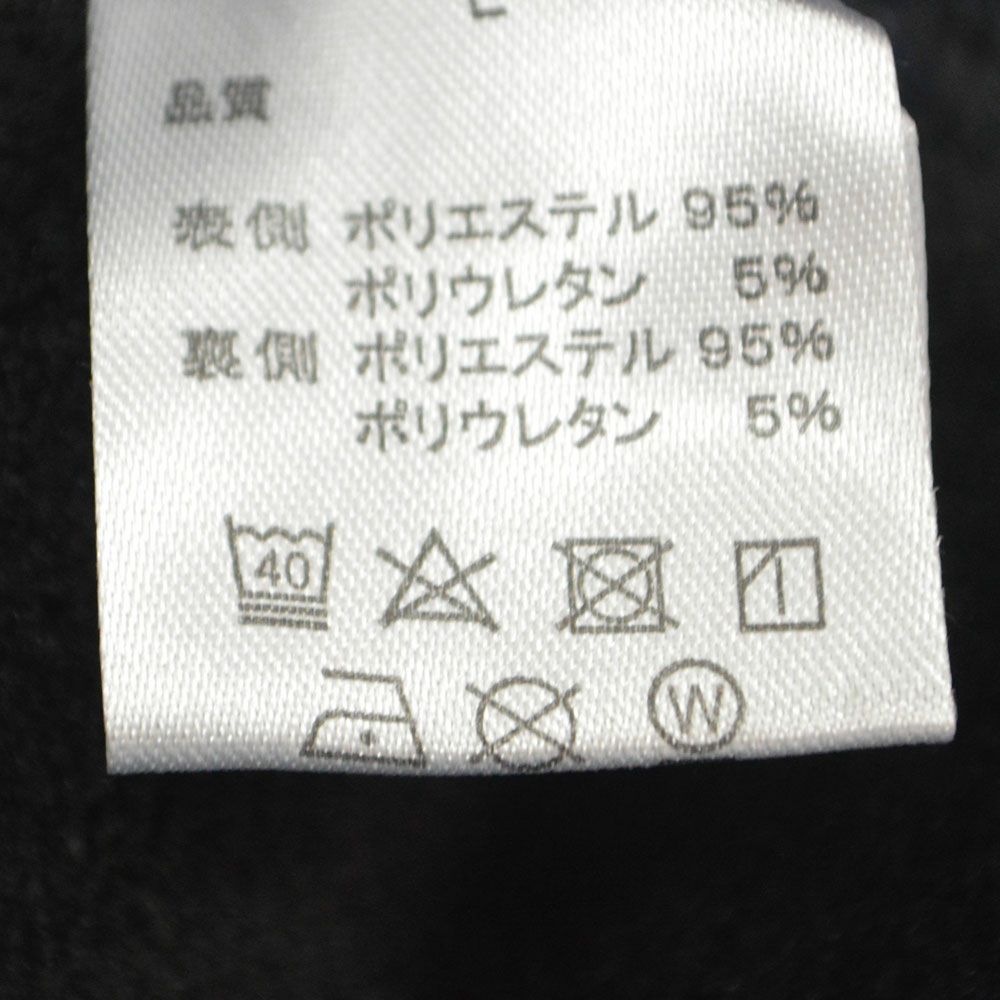 L
品質
表側 ポリエステル 95%
ポリウレタン 5%
裏側 ポリエステル 95%
ポリウレタン 5%
40
W